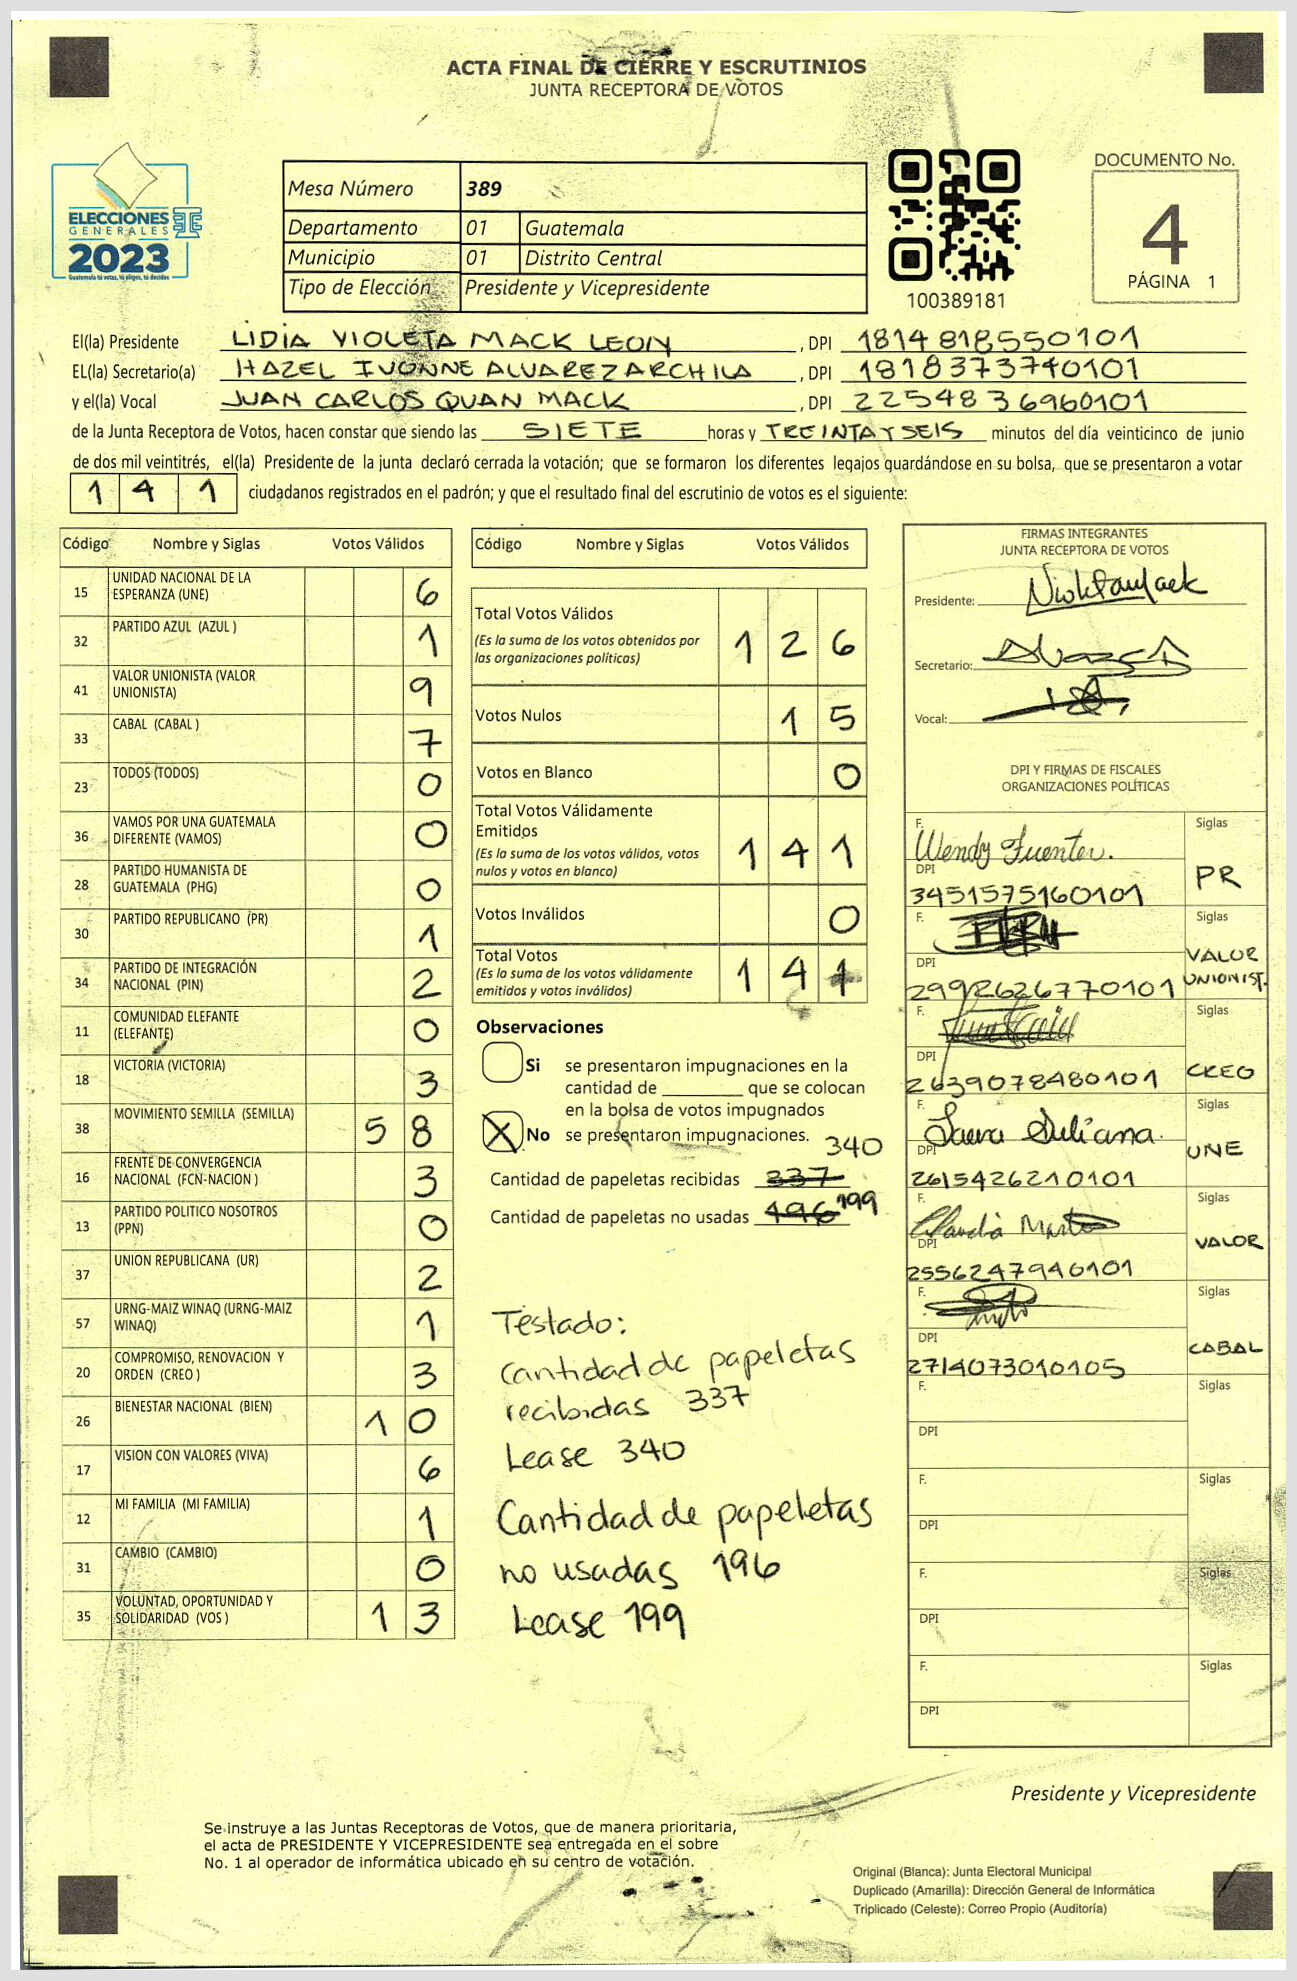 ACTA FINAL DE CIERRE Y ESCRUTINIOS
JUNTA RECEPTORA DE VOTOS
ELECCIONES
GENERALES
2023
Guatemala tú votas, tú eliges, tú decides
Mesa Número 389
Departamento 01 Guatemala
Municipio 01 Distrito Central
Tipo de Elección Presidente y Vicepresidente
100389181
DOCUMENTO No.
4
PÁGINA 1
El(la) Presidente LIDIA VIOLETA MACK LEON , DPI 1814818550101
EL(la) Secretario(a) HAZEL IVONNE ALVAREZ ARCHILA , DPI 1818373740101
y el(la) Vocal JUAN CARLOS QUAN MACK , DPI 2254836960101
de la Junta Receptora de Votos, hacen constar que siendo las SIETE horas y TREINTA Y SEIS minutos del día veinticinco de junio
de dos mil veintitrés, el(la) Presidente de la junta declaró cerrada la votación; que se formaron los diferentes legajos guardándose en su bolsa, que se presentaron a votar
141 ciudadanos registrados en el padrón; y que el resultado final del escrutinio de votos es el siguiente:
Código Nombre y Siglas Votos Válidos
15 UNIDAD NACIONAL DE LA ESPERANZA (UNE) 6
32 PARTIDO AZUL (AZUL ) 1
41 VALOR UNIONISTA (VALOR UNIONISTA) 9
33 CABAL (CABAL ) 7
23 TODOS (TODOS) 0
36 VAMOS POR UNA GUATEMALA DIFERENTE (VAMOS) 0
28 PARTIDO HUMANISTA DE GUATEMALA (PHG) 0
30 PARTIDO REPUBLICANO (PR) 1
34 PARTIDO DE INTEGRACIÓN NACIONAL (PIN) 2
11 COMUNIDAD ELEFANTE (ELEFANTE) 0
18 VICTORIA (VICTORIA) 3
38 MOVIMIENTO SEMILLA (SEMILLA) 58
16 FRENTE DE CONVERGENCIA NACIONAL (FCN-NACION ) 3
13 PARTIDO POLITICO NOSOTROS (PPN) 0
37 UNION REPUBLICANA (UR) 2
57 URNG-MAIZ WINAQ (URNG-MAIZ WINAQ) 1
20 COMPROMISO, RENOVACION Y ORDEN (CREO ) 3
26 BIENESTAR NACIONAL (BIEN) 10
17 VISION CON VALORES (VIVA) 6
12 MI FAMILIA (MI FAMILIA) 1
31 CAMBIO (CAMBIO) 0
35 VOLUNTAD, OPORTUNIDAD Y SOLIDARIDAD (VOS ) 13
Código Nombre y Siglas Votos Válidos
Total Votos Válidos 126
(Es la suma de los votos obtenidos por
las organizaciones políticas)
Votos Nulos 15
Votos en Blanco 0
Total Votos Válidamente
Emitidos 141
(Es la suma de los votos válidos, votos
nulos y votos en blanco)
Votos Inválidos 0
Total Votos 141
(Es la suma de los votos válidamente
emitidos y votos inválidos)
Observaciones
Si se presentaron impugnaciones en la
cantidad de ________ que se colocan
en la bolsa de votos impugnados
X No se presentaron impugnaciones.
340
Cantidad de papeletas recibidas 337
Cantidad de papeletas no usadas 196 199
Testado:
Cantidad de papeletas
recibidas 337
Lease 340
Cantidad de papeletas
no usadas 196
Lease 199
FIRMAS INTEGRANTES
JUNTA RECEPTORA DE VOTOS
Presidente:
Secretario:
Vocal:
DPI Y FIRMAS DE FISCALES
ORGANIZACIONES POLÍTICAS
F. Wendy Fuentes. Siglas
DPI 3451575160101 PR
F. Siglas
DPI 2992626770101 VALOR UNIONIST.
F. Siglas
DPI 2639078480101 CREO
F. Laura Juliana. Siglas
DPI 2615426210101 UNE
F. Claudia Siglas
DPI 2556247940101 VALOR
F. Siglas
DPI 2714073010105 CABAL
F. Siglas
DPI
F. Siglas
DPI
F. Siglas
DPI
F. Siglas
DPI
Presidente y Vicepresidente
Se instruye a las Juntas Receptoras de Votos, que de manera prioritaria,
el acta de PRESIDENTE Y VICEPRESIDENTE sea entregada en el sobre
No. 1 al operador de informática ubicado en su centro de votación.
Original (Blanca): Junta Electoral Municipal
Duplicado (Amarilla): Dirección General de Informática
Triplicado (Celeste): Correo Propio (Auditoría)